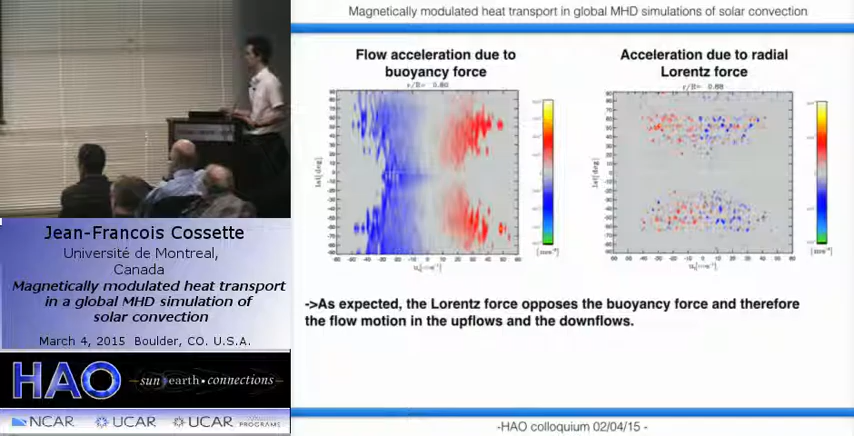 Magnetically modulated heat transport in global MHD simulations of solar convection
Flow acceleration due to
buoyancy force
Acceleration due to radial
Lorentz force
->As expected, the Lorentz force opposes the buoyancy force and therefore
the flow motion in the upflows and the downflows.
-HAO colloquium 02/04/15 -
Jean-Francois Cossette
Université de Montreal,
Canada
Magnetically modulated heat transport
in a global MHD simulation of
solar convection
March 4, 2015 Boulder, CO. U.S.A.
HAO
sun earth connections
NCAR
UCAR
UCAR PROGRAMS